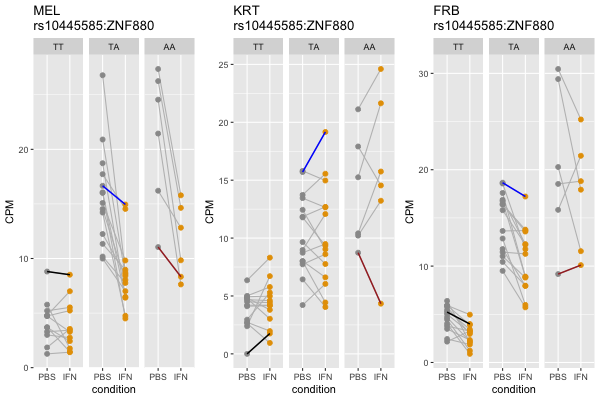 MEL
rs10445585:ZNF880
TT TA AA
CPM
20
10
0
PBS IFN PBS IFN PBS IFN
condition
KRT
rs10445585:ZNF880
TT TA AA
CPM
25
20
15
10
5
0
PBS IFN PBS IFN PBS IFN
condition
FRB
rs10445585:ZNF880
TT TA AA
CPM
30
20
10
0
PBS IFN PBS IFN PBS IFN
condition